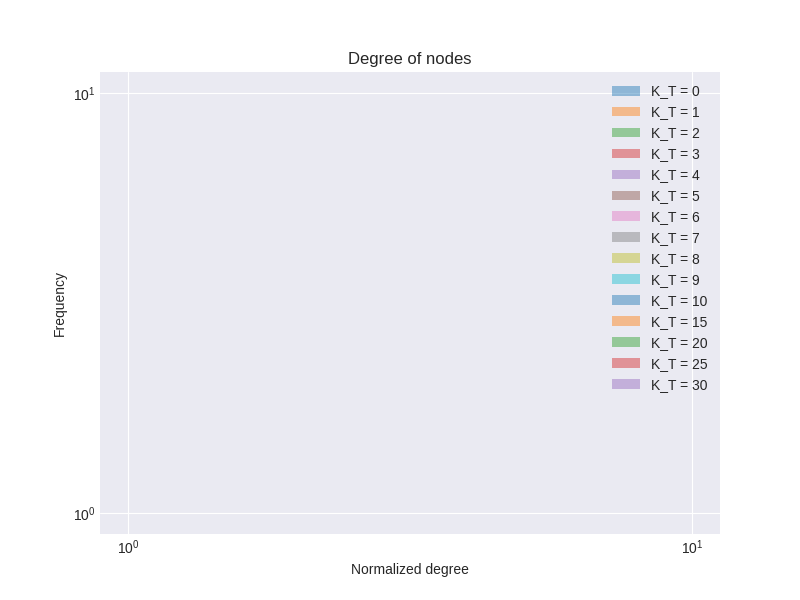 Degree of nodes
10¹
K_T = 0
K_T = 1
K_T = 2
K_T = 3
K_T = 4
K_T = 5
K_T = 6
K_T = 7
K_T = 8
K_T = 9
K_T = 10
K_T = 15
K_T = 20
K_T = 25
K_T = 30
Frequency
10⁰
10⁰
10¹
Normalized degree